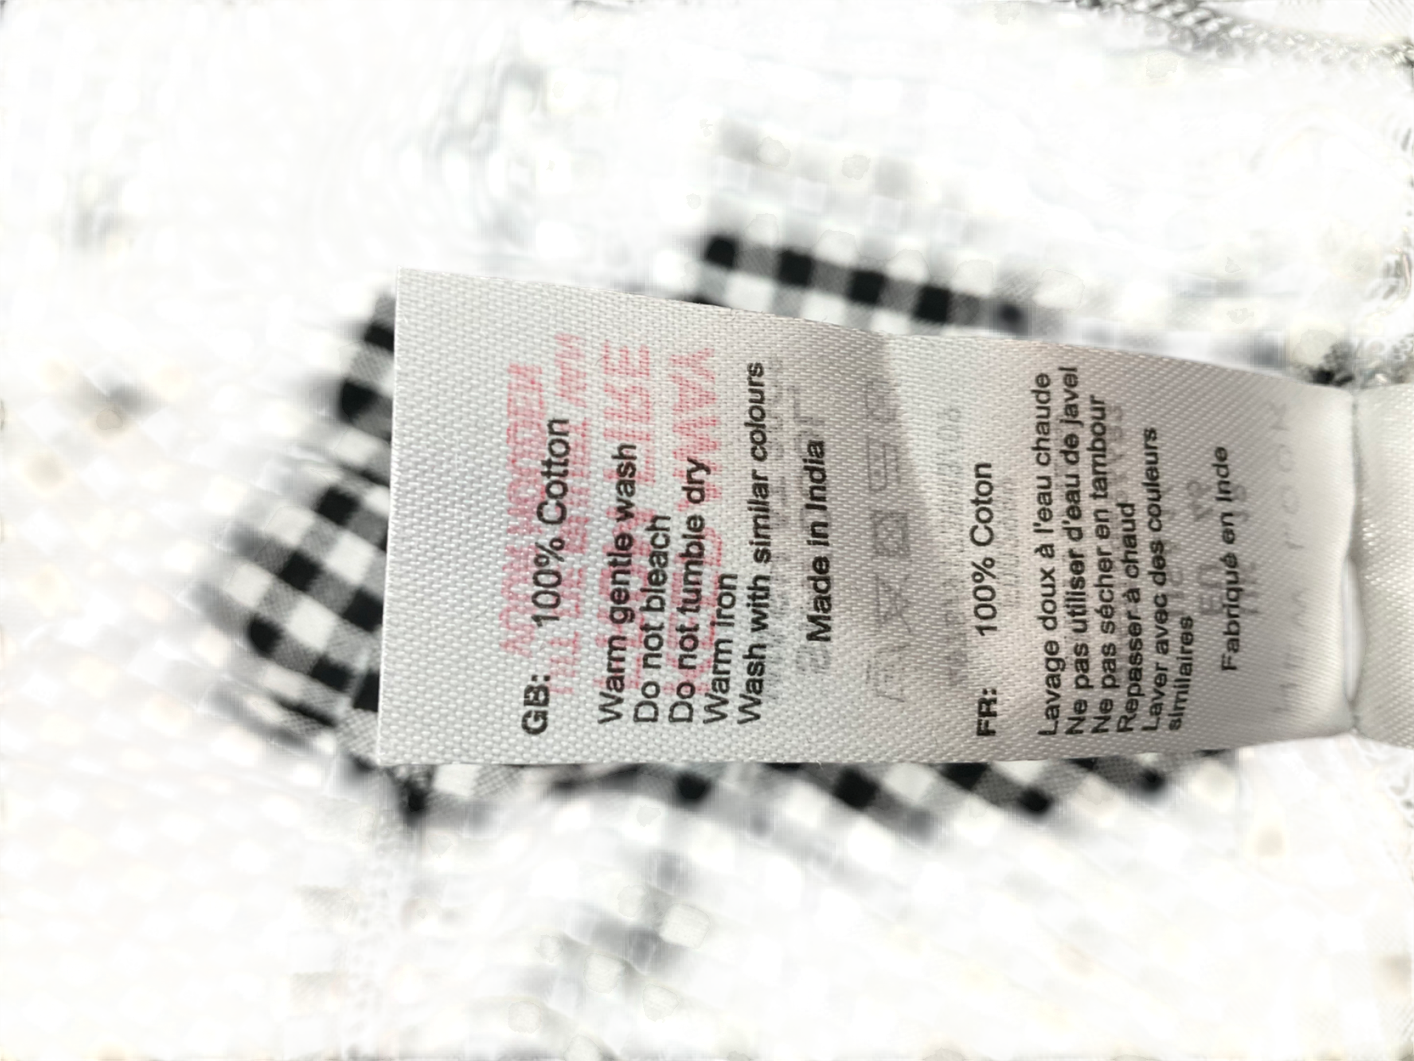 GB: 100% Cotton
Warm gentle wash
Do not bleach
Do not tumble dry
Warm Iron
Wash with similar colours
Made in India
FR: 100% Coton
Lavage doux à l'eau chaude
Ne pas utiliser d'eau de javel
Ne pas sécher en tambour
Repasser à chaud
Laver avec des couleurs
similaires
Fabriqué en Inde